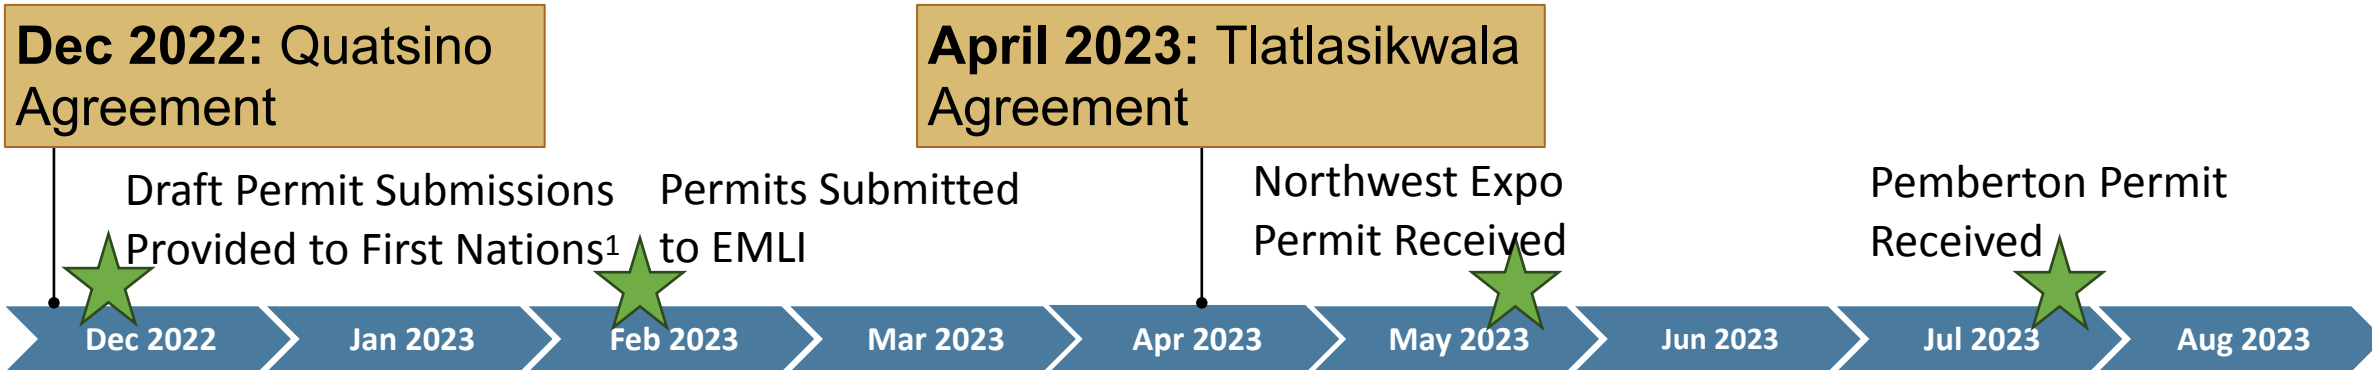 Dec 2022: Quatsino
Agreement
April 2023: Tlatlasikwala
Agreement
Draft Permit Submissions
Provided to First Nations¹
Permits Submitted
to EMLI
Northwest Expo
Permit Received
Pemberton Permit
Received
Dec 2022
Jan 2023
Feb 2023
Mar 2023
Apr 2023
May 2023
Jun 2023
Jul 2023
Aug 2023